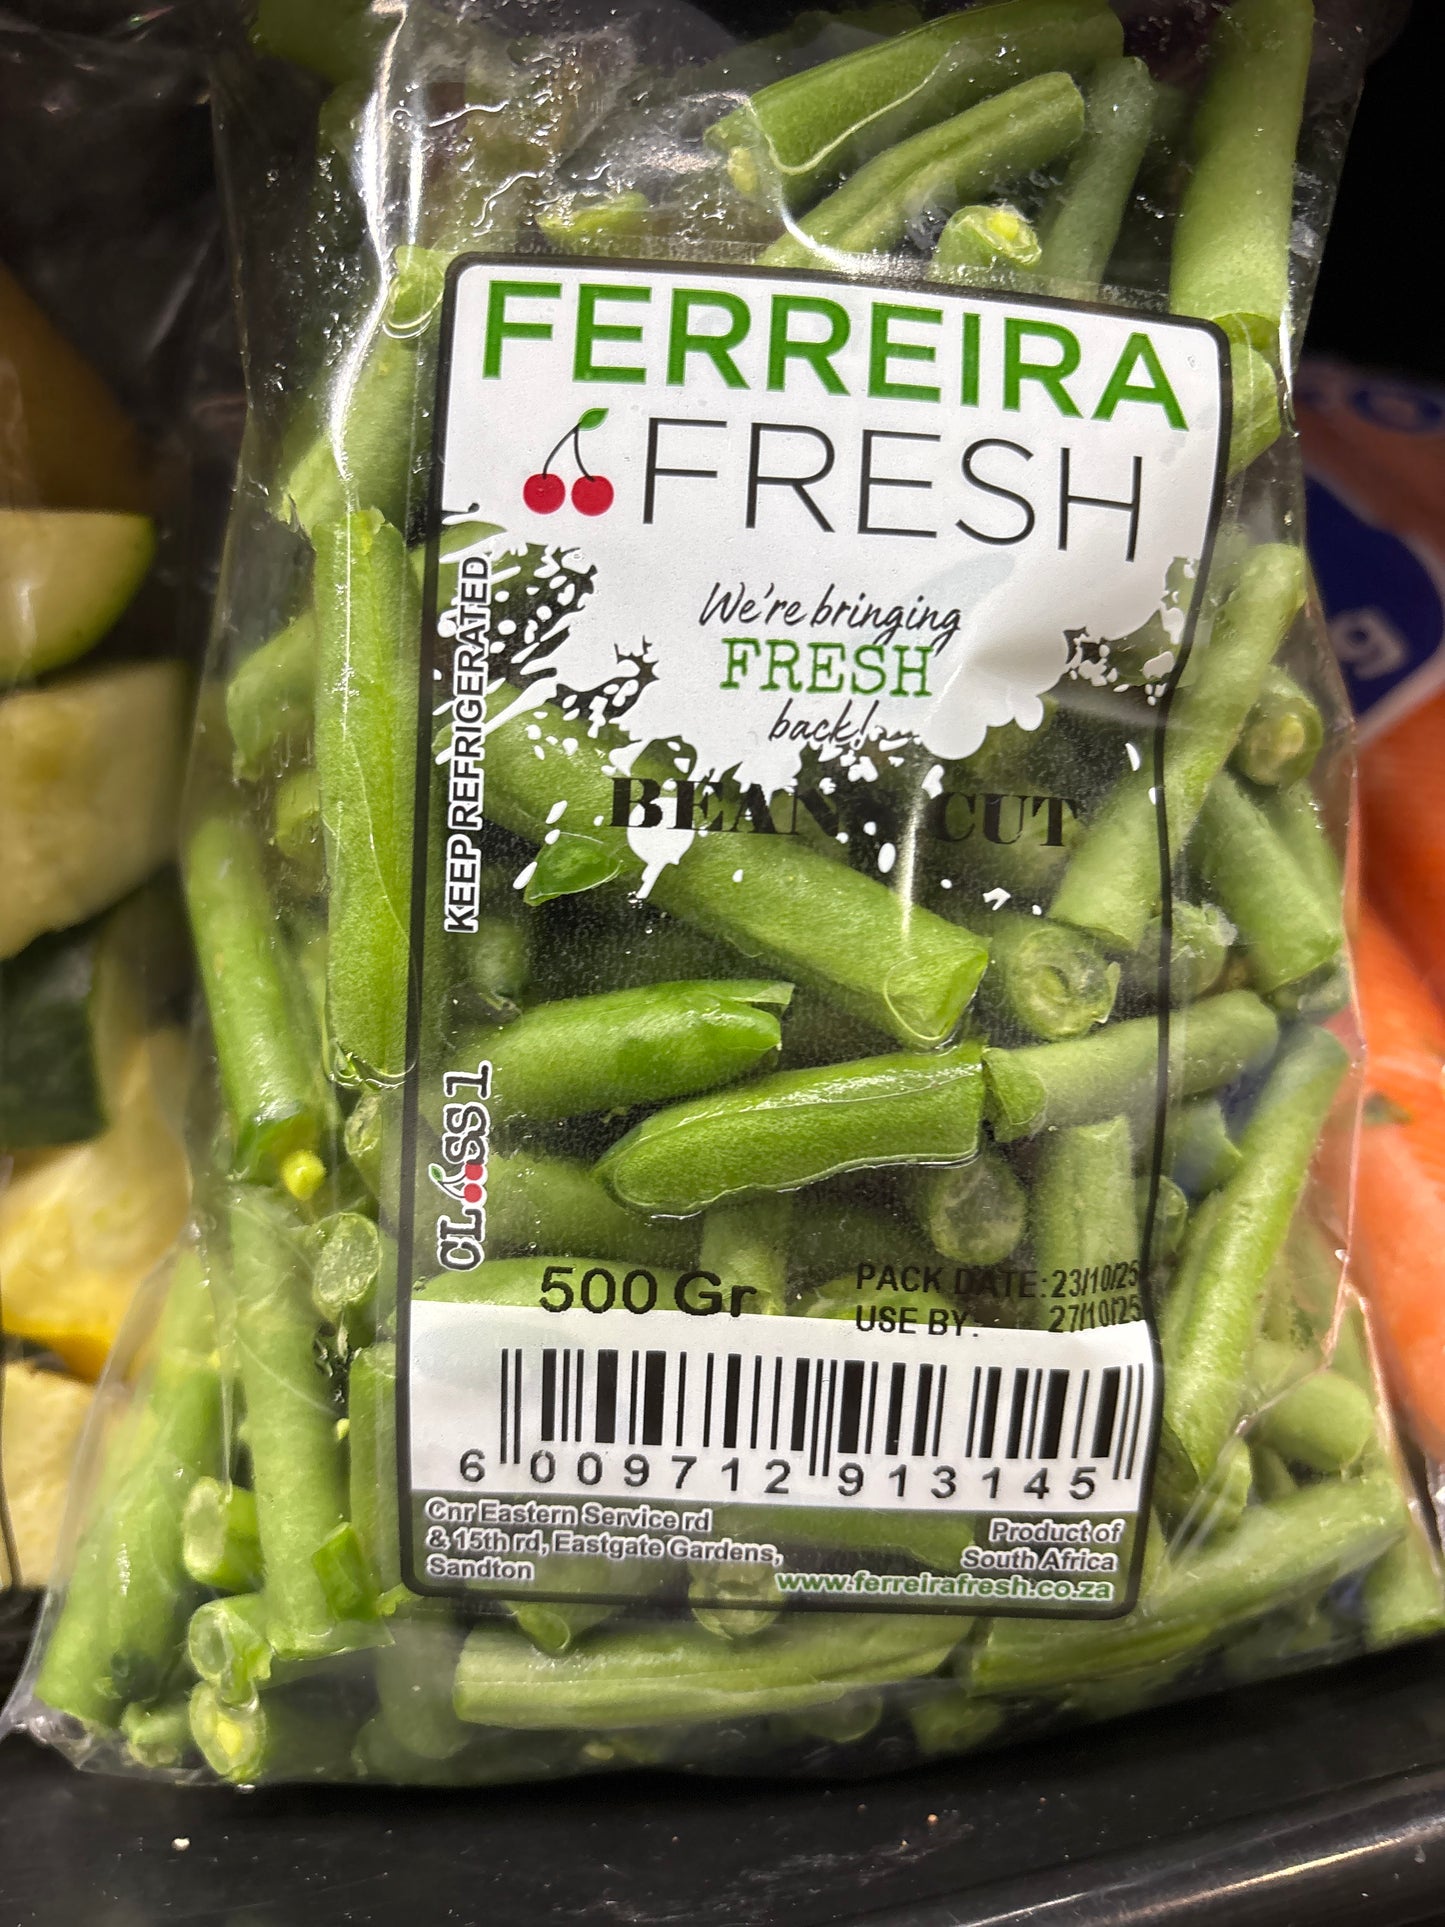 FERREIRA
FRESH
We're bringing
FRESH
back!
CUT
KEEP REFRIGERATED
CLASS 1
500 Gr
PACK DATE: 23/10/25
USE BY: 27/10/25
6 009712 913145
Cnr Eastern Service rd
& 15th rd, Eastgate Gardens,
Sandton
Product of
South Africa
www.ferreirafresh.co.za